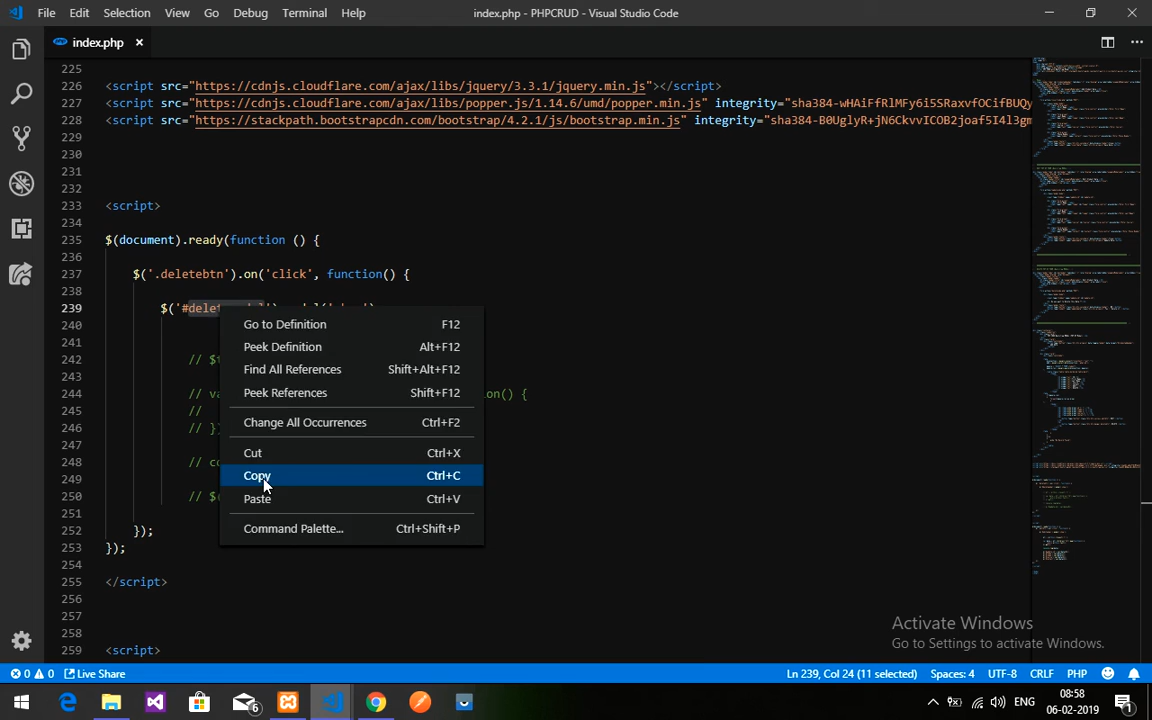 File Edit Selection View Go Debug Terminal Help
index.php - PHPCRUD - Visual Studio Code
index.php
225
226 <script src="https://cdnjs.cloudflare.com/ajax/libs/jquery/3.3.1/jquery.min.js"></script>
227 <script src="https://cdnjs.cloudflare.com/ajax/libs/popper.js/1.14.6/umd/popper.min.js" integrity="sha384-wHAiFfRlMFy6i5SRaxvfOCifBUQy
228 <script src="https://stackpath.bootstrapcdn.com/bootstrap/4.2.1/js/bootstrap.min.js" integrity="sha384-B0UglyR+jN6CkvvICOB2joaf5I4l3gm
229
230
231
232
233 <script>
234
235 $(document).ready(function () {
236
237 $('.deletebtn').on('click', function() {
238
239
240
241
242 // $t
243
244 // va on() {
245 //
246 // })
247
248 // co
249
250 // $(
251
252 });
253 });
254
255 </script>
256
257
258
259 <script>
Go to Definition F12
Peek Definition Alt+F12
Find All References Shift+Alt+F12
Peek References Shift+F12
Change All Occurrences Ctrl+F2
Cut Ctrl+X
Copy Ctrl+C
Paste Ctrl+V
Command Palette... Ctrl+Shift+P
Activate Windows
Go to Settings to activate Windows.
0 0 Live Share
Ln 239, Col 24 (11 selected) Spaces: 4 UTF-8 CRLF PHP
6
ENG
08:58
06-02-2019
1